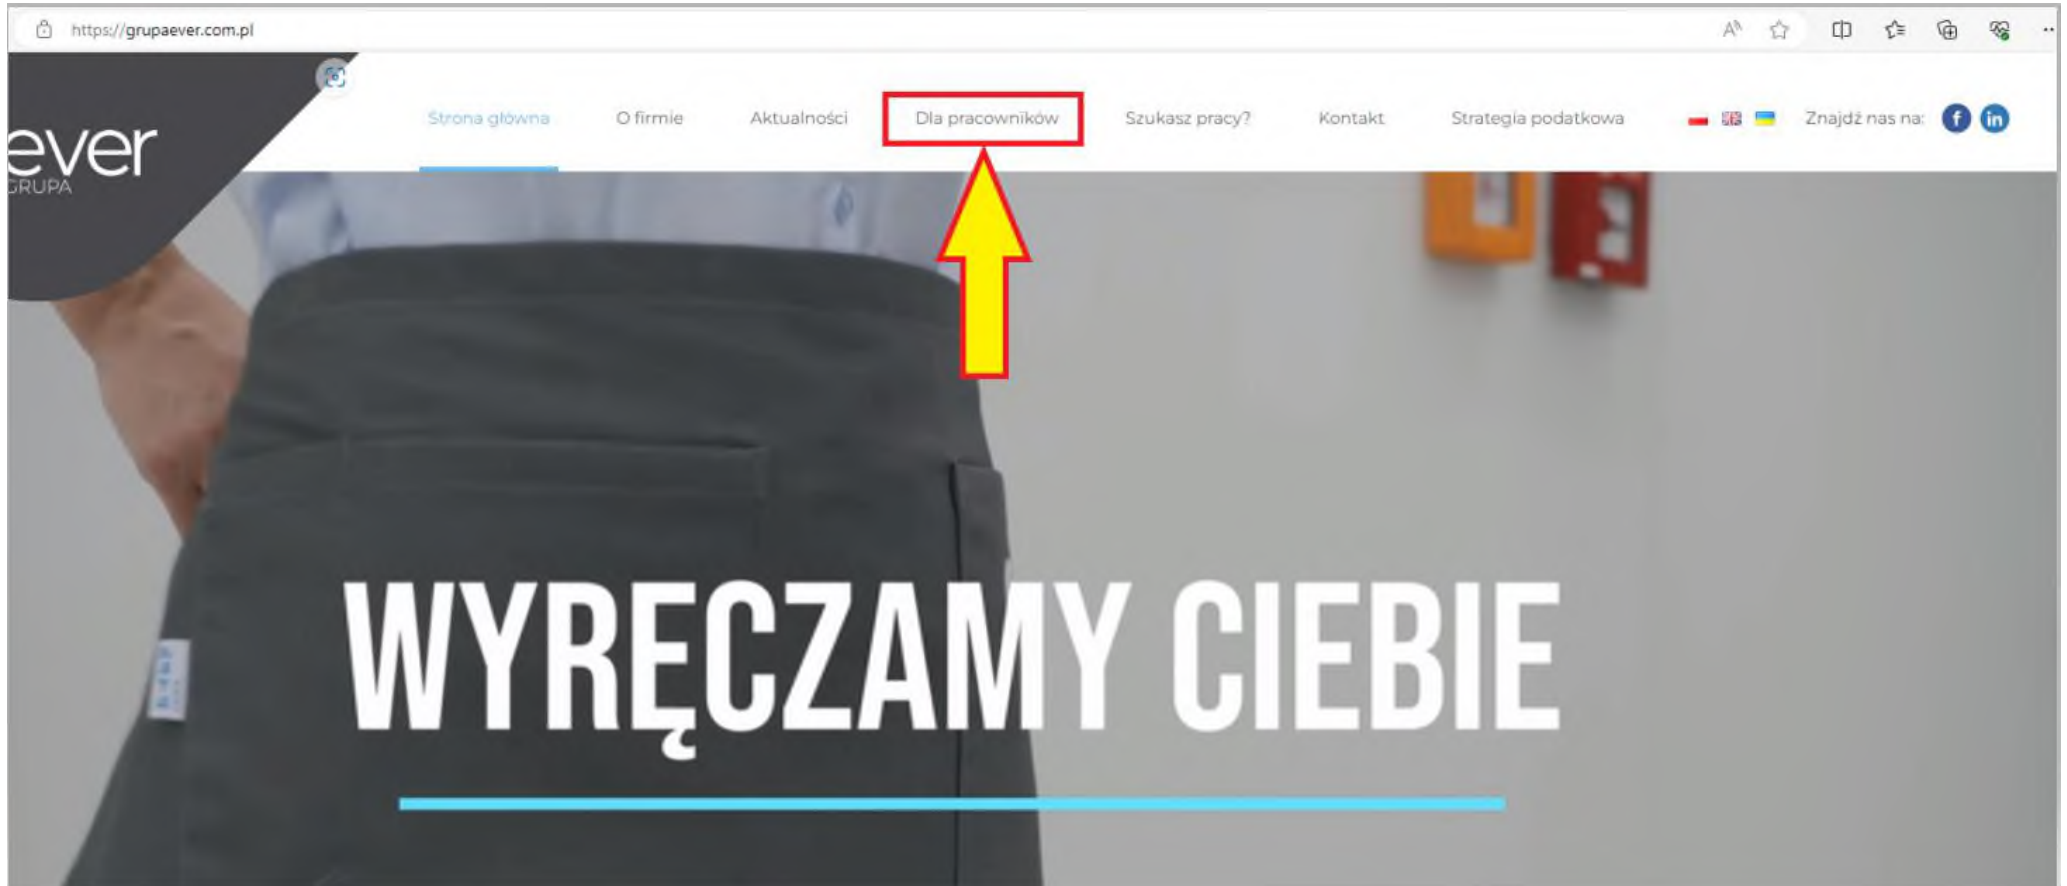 https://grupaever.com.pl
ever
GRUPA
Strona główna O firmie Aktualności Dla pracowników Szukasz pracy? Kontakt Strategia podatkowa Znajdź nas na:
WYRĘCZAMY CIEBIE